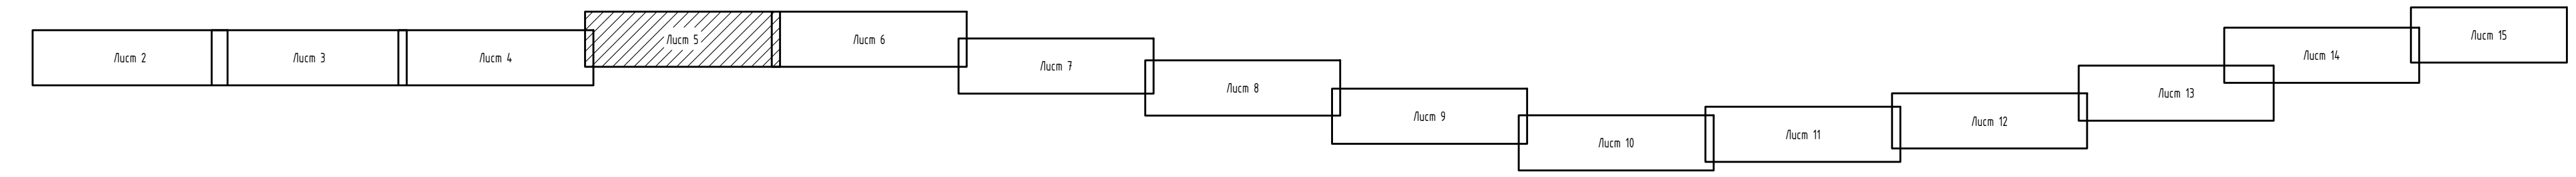 Лист 2
Лист 3
Лист 4
Лист 5
Лист 6
Лист 7
Лист 8
Лист 9
Лист 10
Лист 11
Лист 12
Лист 13
Лист 14
Лист 15